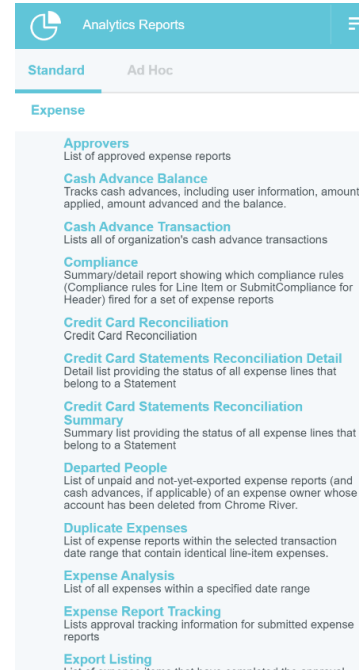 Analytics Reports
Standard Ad Hoc
Expense
Approvers
List of approved expense reports
Cash Advance Balance
Tracks cash advances, including user information, amount
applied, amount advanced and the balance.
Cash Advance Transaction
Lists all of organization's cash advance transactions
Compliance
Summary/detail report showing which compliance rules
(Compliance rules for Line Item or SubmitCompliance for
Header) fired for a set of expense reports
Credit Card Reconciliation
Credit Card Reconciliation
Credit Card Statements Reconciliation Detail
Detail list providing the status of all expense lines that
belong to a Statement
Credit Card Statements Reconciliation
Summary
Summary list providing the status of all expense lines that
belong to a Statement
Departed People
List of unpaid and not-yet-exported expense reports (and
cash advances, if applicable) of an expense owner whose
account has been deleted from Chrome River.
Duplicate Expenses
List of expense reports within the selected transaction
date range that contain identical line-item expenses.
Expense Analysis
List of all expenses within a specified date range
Expense Report Tracking
Lists approval tracking information for submitted expense
reports
Export Listing
List of expense items that have completed the approval